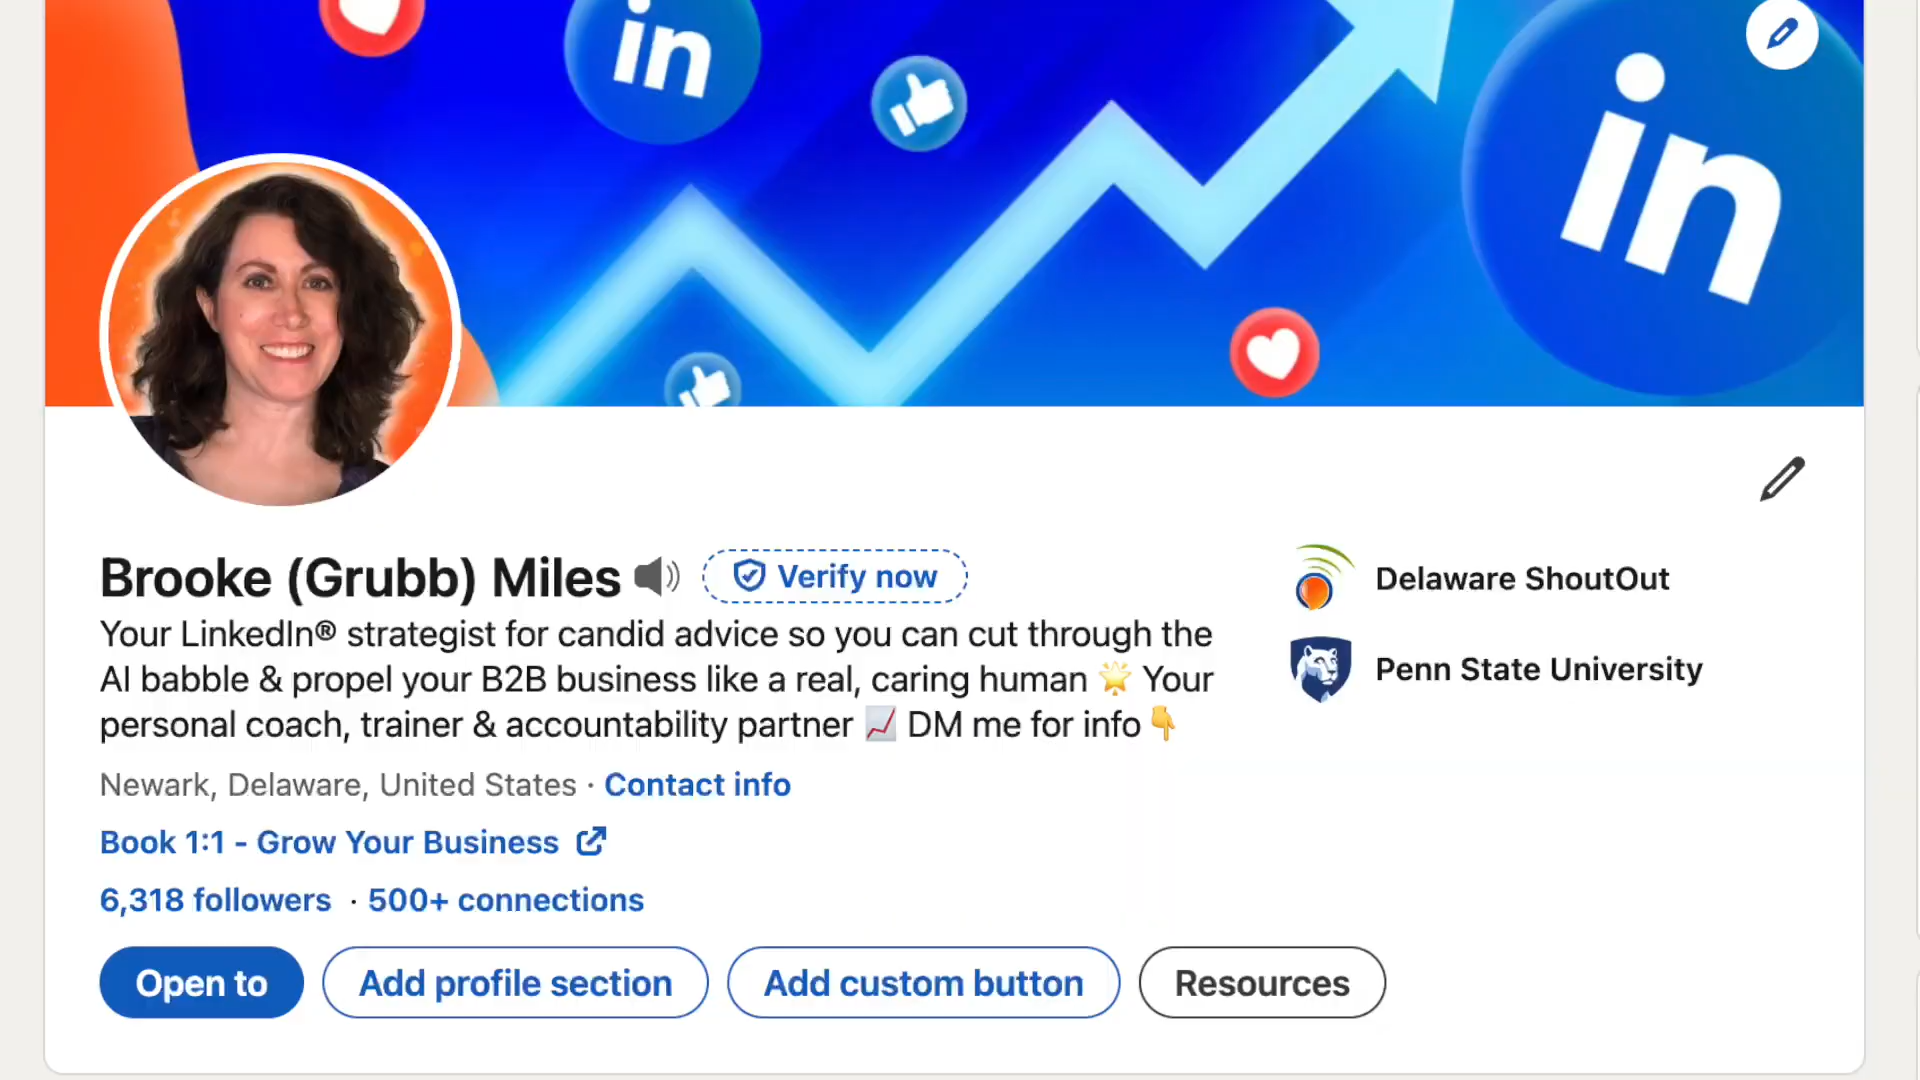 in
in
Brooke (Grubb) Miles
Verify now
Your LinkedIn® strategist for candid advice so you can cut through the
AI babble & propel your B2B business like a real, caring human 🌟 Your
personal coach, trainer & accountability partner 📈 DM me for info👇
Newark, Delaware, United States · Contact info
Book 1:1 - Grow Your Business
6,318 followers · 500+ connections
Open to
Add profile section
Add custom button
Resources
Delaware ShoutOut
Penn State University